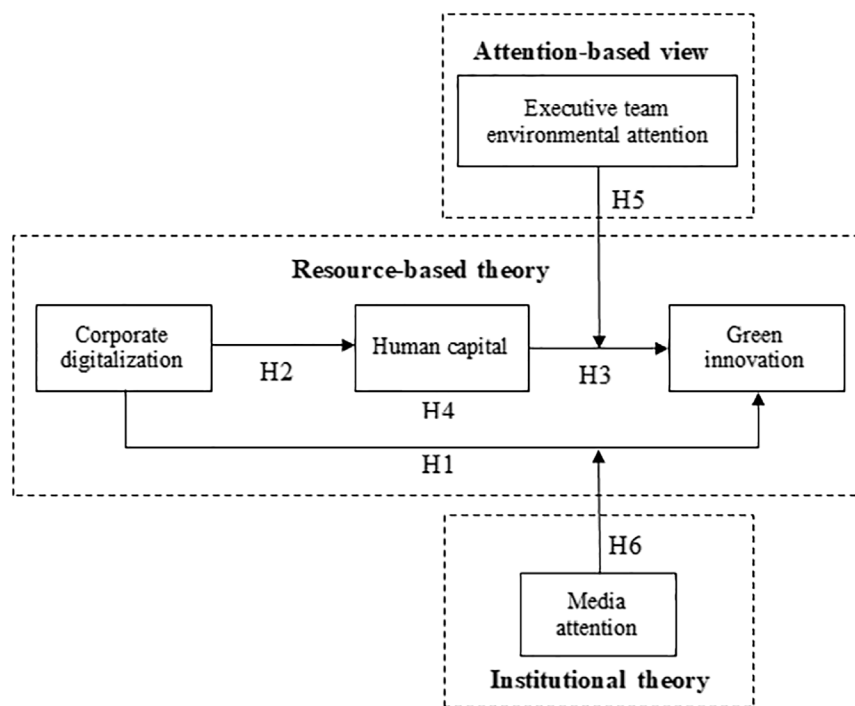 Attention-based view
Executive team
environmental attention
H5
Resource-based theory
Corporate
digitalization
H2
Human capital
H3
Green
innovation
H4
H1
H6
Media
attention
Institutional theory